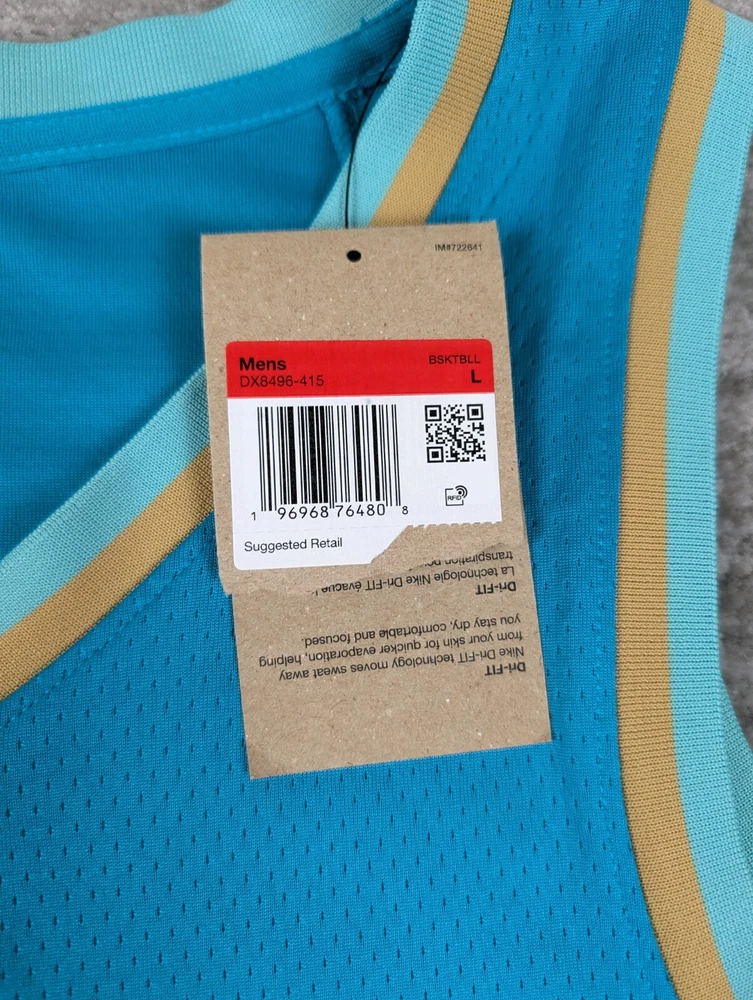 IM#722641
Mens BSKTBLL
DX8496-415 L
1 96968 76480 8
RFID
Suggested Retail
Dri-FIT
Nike Dri-FIT technology moves sweat away
from your skin for quicker evaporation, helping
you stay dry, comfortable and focused.
Dri-FIT
La technologie Nike Dri-FIT évacue
transpiration